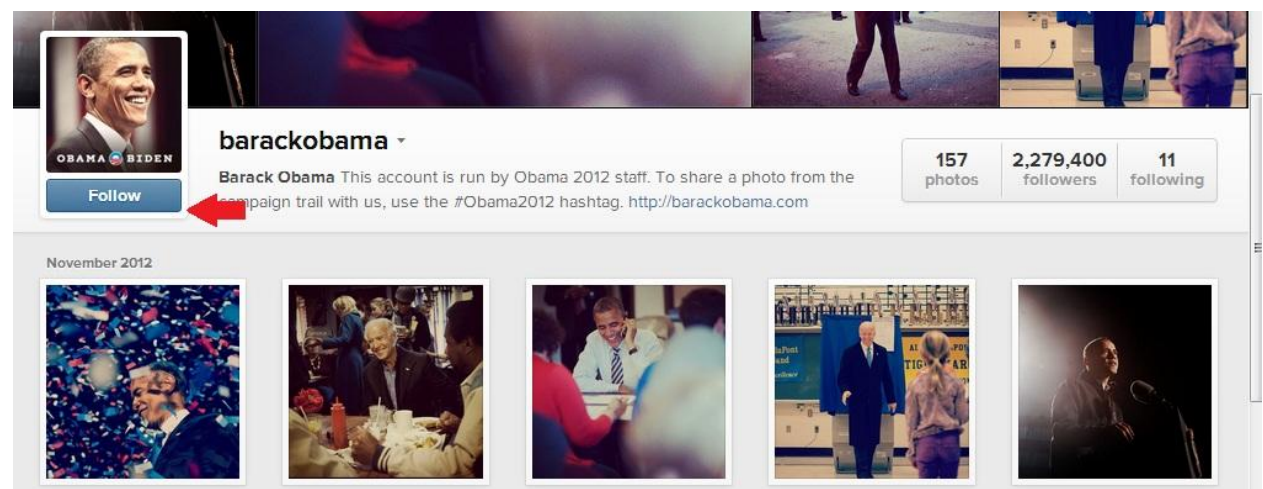 OBAMA BIDEN
Follow
barackobama
Barack Obama This account is run by Obama 2012 staff. To share a photo from the
campaign trail with us, use the #Obama2012 hashtag. http://barackobama.com
157 2,279,400 11
photos followers following
November 2012